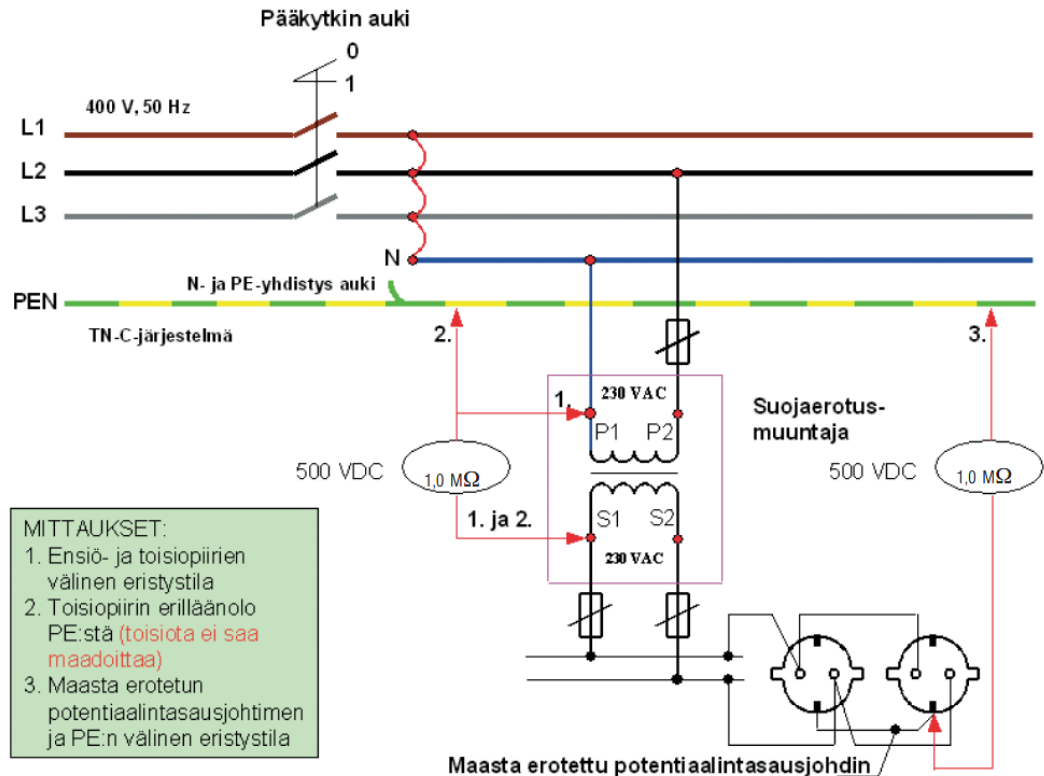 Pääkytkin auki
0
1
400 V, 50 Hz
L1
L2
L3
N
N- ja PE-yhdistys auki
PEN
TN-C-järjestelmä
2.
3.
230 VAC
1.
P1 P2
Suojaerotus-
muuntaja
500 VDC
1,0 MΩ
500 VDC
1,0 MΩ
1. ja 2.
S1 S2
230 VAC
MITTAUKSET:
1. Ensiö- ja toisiopiirien
välinen eristystila
2. Toisiopiirin erilläänolo
PE:stä (toisiota ei saa
maadoittaa)
3. Maasta erotetun
potentiaalintasausjohtimen
ja PE:n välinen eristystila
Maasta erotettu potentiaalintasausjohdin